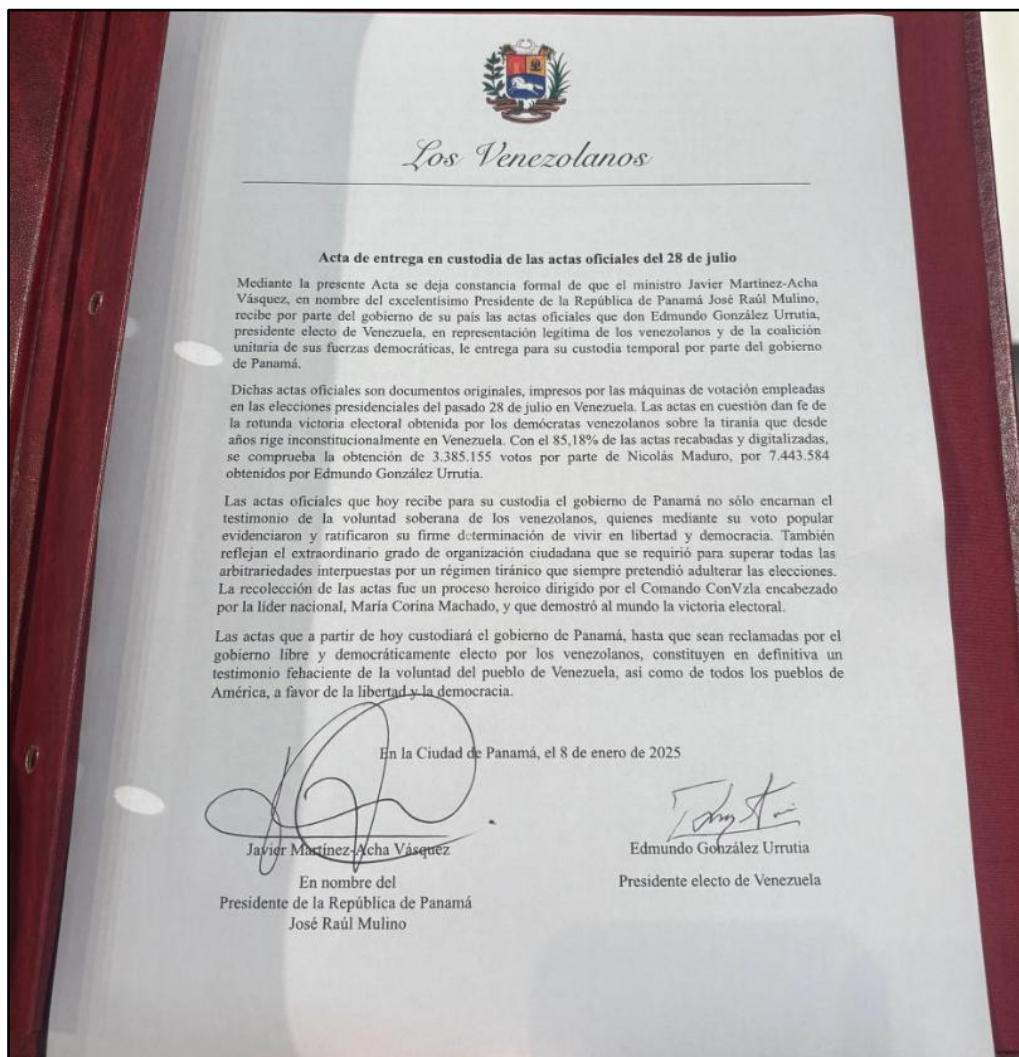 Los Venezolanos
Acta de entrega en custodia de las actas oficiales del 28 de julio
Mediante la presente Acta se deja constancia formal de que el ministro Javier Martínez-Acha
Vásquez, en nombre del excelentísimo Presidente de la República de Panamá José Raúl Mulino,
recibe por parte del gobierno de su país las actas oficiales que don Edmundo González Urrutia,
presidente electo de Venezuela, en representación legítima de los venezolanos y de la coalición
unitaria de sus fuerzas democráticas, le entrega para su custodia temporal por parte del gobierno
de Panamá.
Dichas actas oficiales son documentos originales, impresos por las máquinas de votación empleadas
en las elecciones presidenciales del pasado 28 de julio en Venezuela. Las actas en cuestión dan fe de
la rotunda victoria electoral obtenida por los demócratas venezolanos sobre la tiranía que desde
años rige inconstitucionalmente en Venezuela. Con el 85,18% de las actas recabadas y digitalizadas,
se comprueba la obtención de 3.385.155 votos por parte de Nicolás Maduro, por 7.443.584
obtenidos por Edmundo González Urrutia.
Las actas oficiales que hoy recibe para su custodia el gobierno de Panamá no sólo encarnan el
testimonio de la voluntad soberana de los venezolanos, quienes mediante su voto popular
evidenciaron y ratificaron su firme determinación de vivir en libertad y democracia. También
reflejan el extraordinario grado de organización ciudadana que se requirió para superar todas las
arbitrariedades interpuestas por un régimen tiránico que siempre pretendió adulterar las elecciones.
La recolección de las actas fue un proceso heroico dirigido por el Comando ConVzla encabezado
por la líder nacional, María Corina Machado, y que demostró al mundo la victoria electoral.
Las actas que a partir de hoy custodiará el gobierno de Panamá, hasta que sean reclamadas por el
gobierno libre y democráticamente electo por los venezolanos, constituyen en definitiva un
testimonio fehaciente de la voluntad del pueblo de Venezuela, así como de todos los pueblos de
América, a favor de la libertad y la democracia.
En la Ciudad de Panamá, el 8 de enero de 2025
Javier Martínez-Acha Vásquez
Edmundo González Urrutia
En nombre del
Presidente electo de Venezuela
Presidente de la República de Panamá
José Raúl Mulino